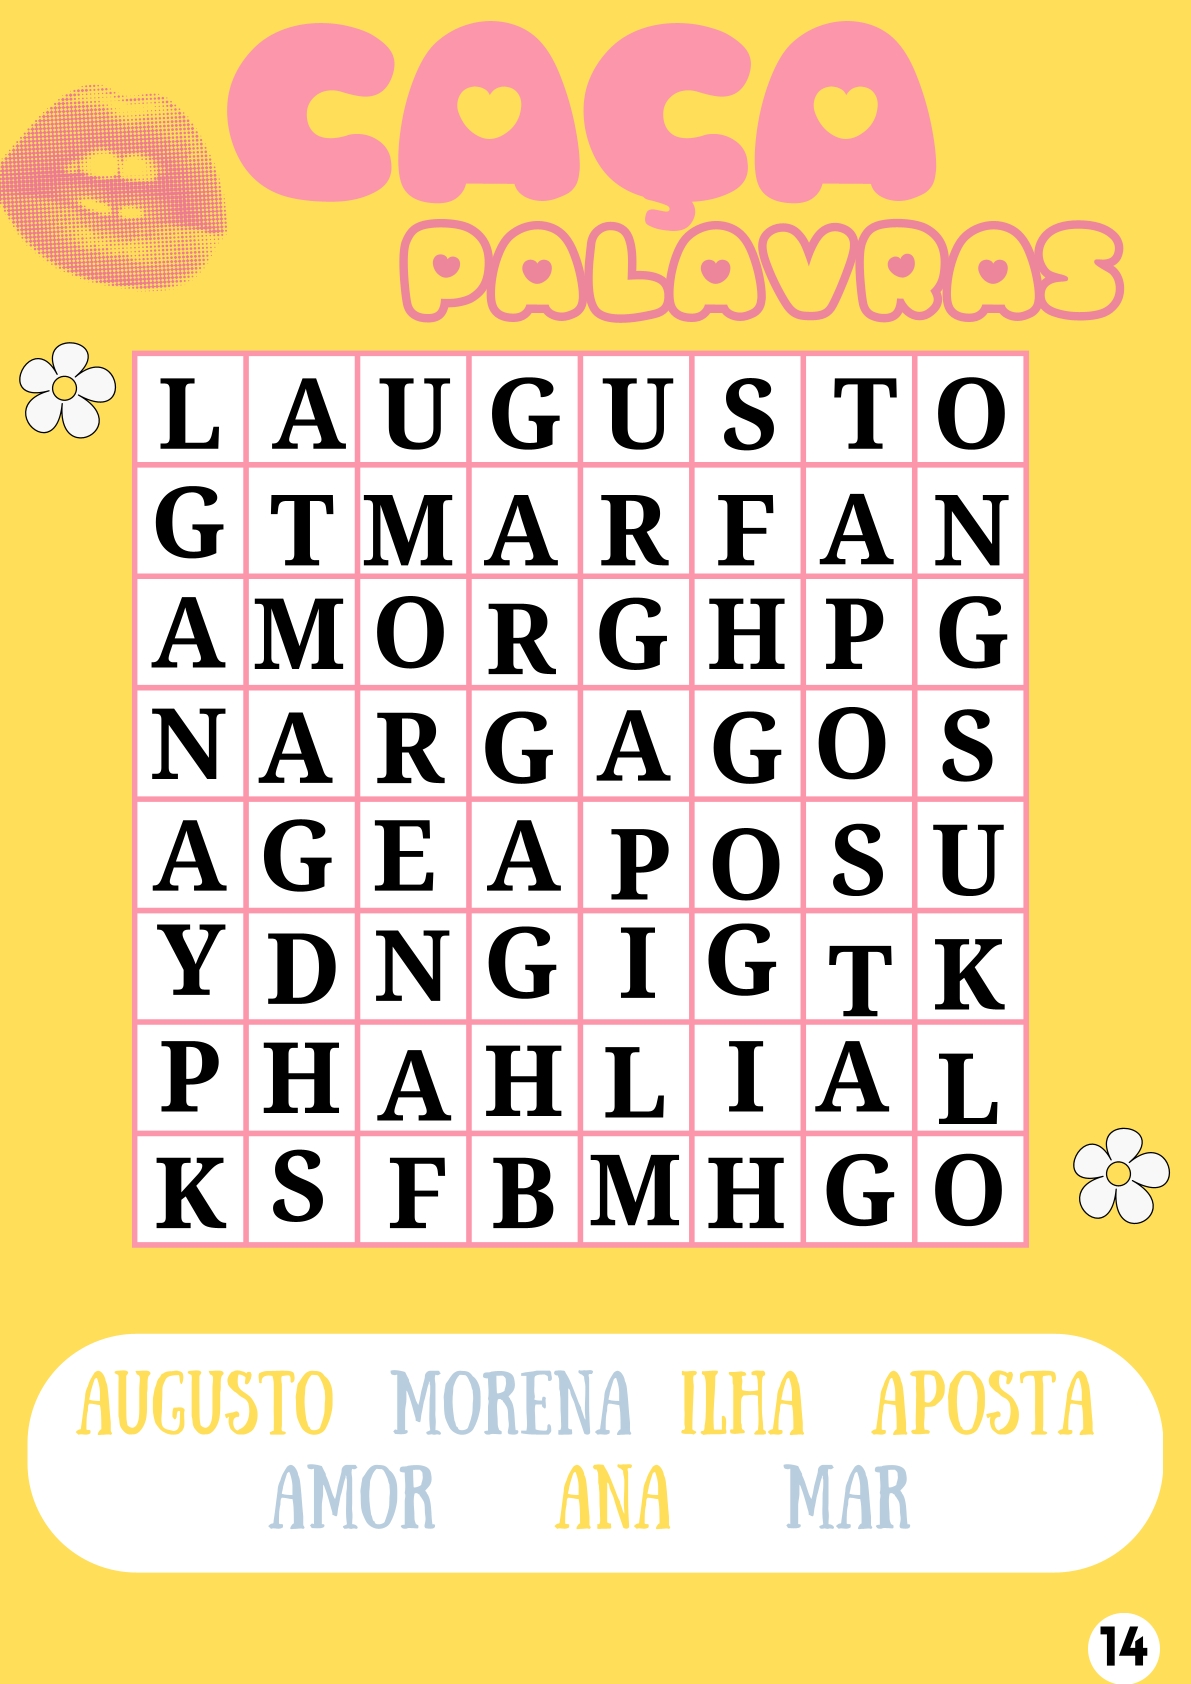 CAÇA
PALAVRAS
L A U G U S T O
G T M A R F A N
A M O R G H P G
N A R G A G O S
A G E A P O S U
Y D N G I G T K
P H A H L I A L
K S F B M H G O
AUGUSTO MORENA ILHA APOSTA
AMOR ANA MAR
14